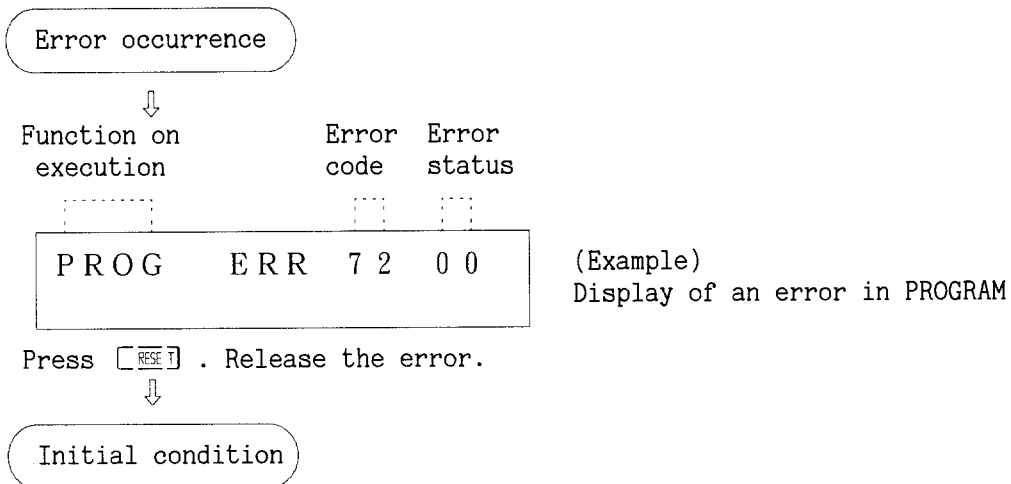 Error occurrence
⇩
Function on Error Error
execution code status
PROG ERR 72 00
(Example)
Display of an error in PROGRAM
Press [RESET] . Release the error.
⇩
Initial condition